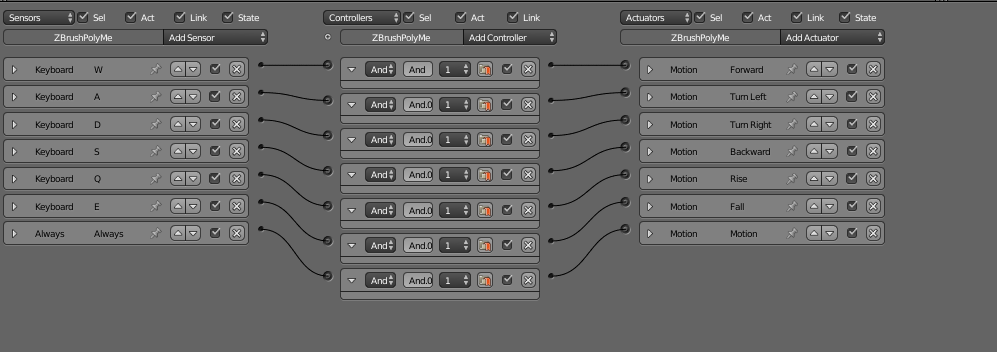 Sensors Sel Act Link State Controllers Sel Act Link Actuators Sel Act Link State
ZBrushPolyMe Add Sensor ZBrushPolyMe Add Controller ZBrushPolyMe Add Actuator
Keyboard W And And 1 Motion Forward
Keyboard A And And.0 1 Motion Turn Left
Keyboard D And And.0 1 Motion Turn Right
Keyboard S And And.0 1 Motion Backward
Keyboard Q And And.0 1 Motion Rise
Keyboard E And And.0 1 Motion Fall
Always Always And And.0 1 Motion Motion